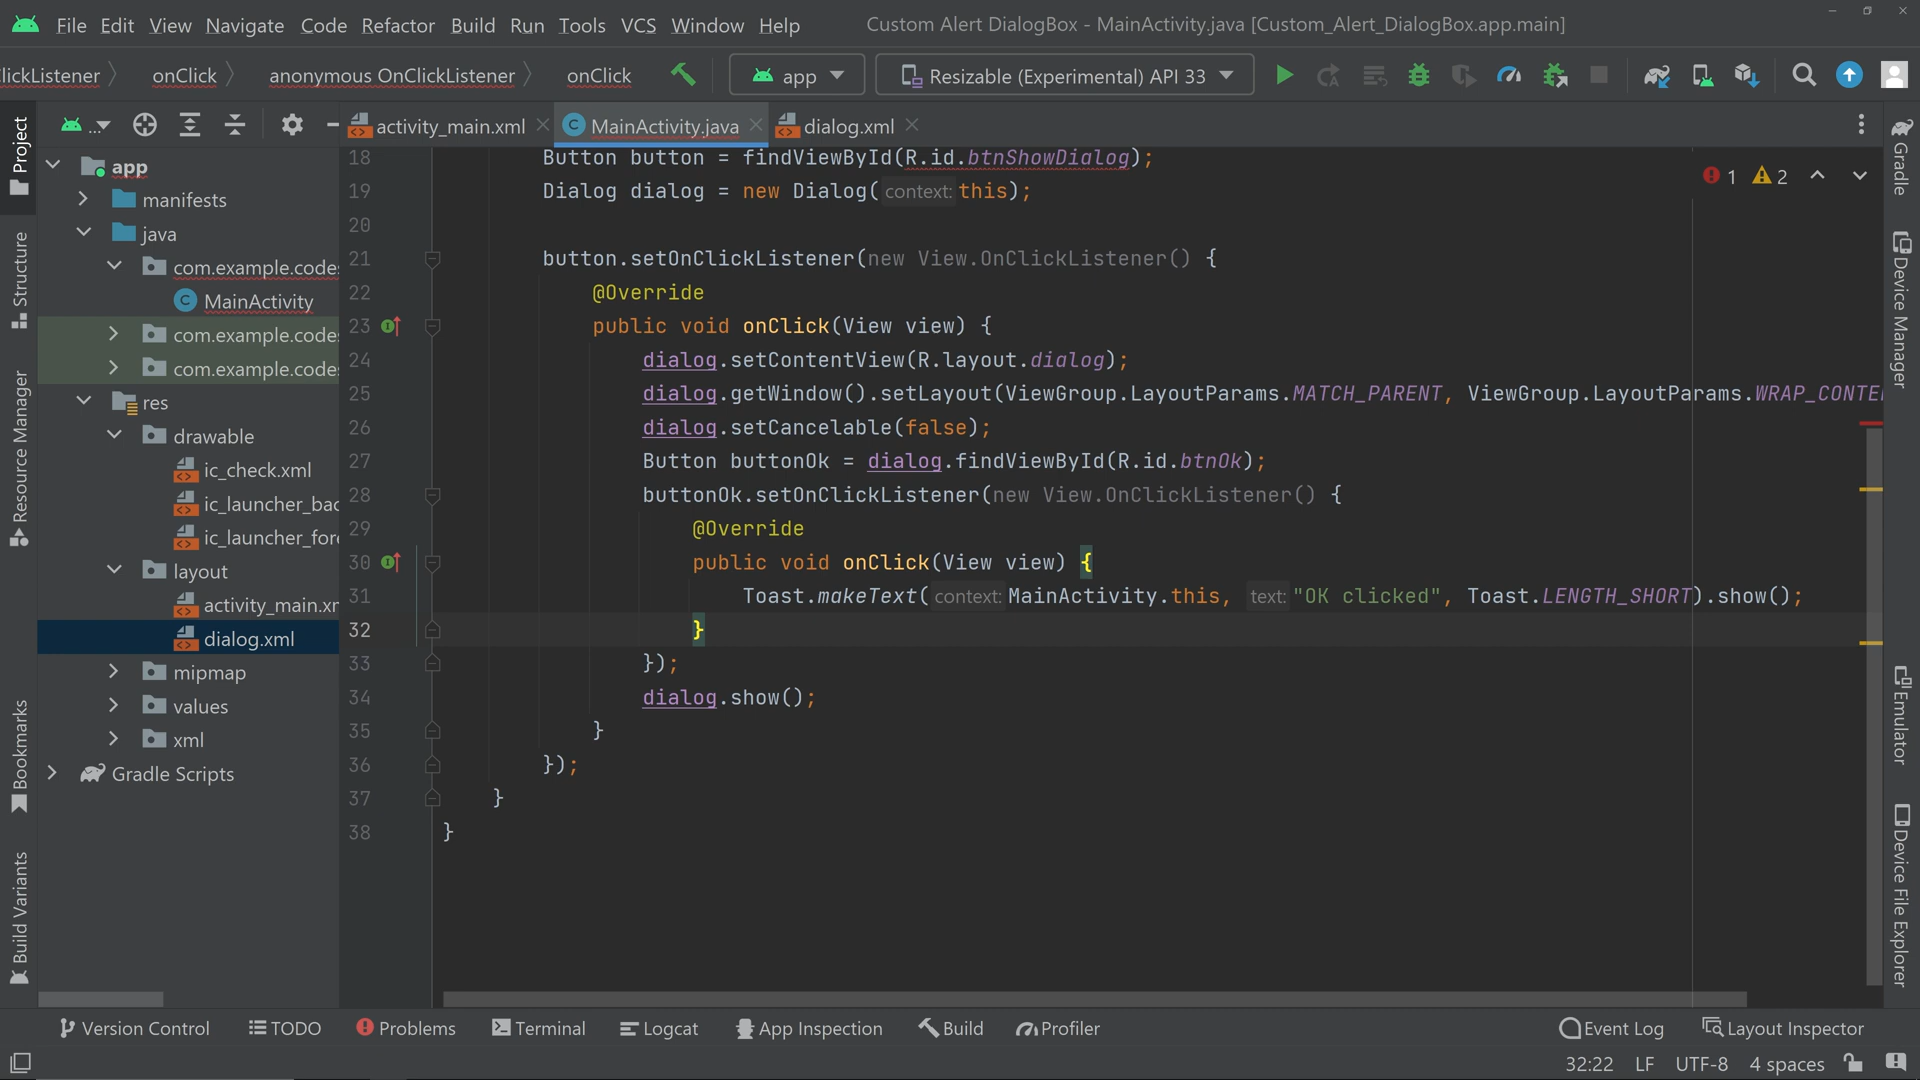 File Edit View Navigate Code Refactor Build Run Tools VCS Window Help Custom Alert DialogBox - MainActivity.java [Custom_Alert_DialogBox.app.main]
lickListener onClick anonymous OnClickListener onClick app Resizable (Experimental) API 33
... activity_main.xml MainActivity.java dialog.xml
Project
Structure
Resource Manager
Bookmarks
Build Variants
app
manifests
java
com.example.code
MainActivity
com.example.code
com.example.code
res
drawable
ic_check.xml
ic_launcher_bac
ic_launcher_for
layout
activity_main.x
dialog.xml
mipmap
values
xml
Gradle Scripts
1 2
18 Button button = findViewById(R.id.btnShowDialog);
19 Dialog dialog = new Dialog( context: this);
20
21 button.setOnClickListener(new View.OnClickListener() {
22 @Override
23 public void onClick(View view) {
24 dialog.setContentView(R.layout.dialog);
25 dialog.getWindow().setLayout(ViewGroup.LayoutParams.MATCH_PARENT, ViewGroup.LayoutParams.WRAP_CONTE
26 dialog.setCancelable(false);
27 Button buttonOk = dialog.findViewById(R.id.btnOk);
28 buttonOk.setOnClickListener(new View.OnClickListener() {
29 @Override
30 public void onClick(View view) {
31 Toast.makeText( context: MainActivity.this, text: "OK clicked", Toast.LENGTH_SHORT).show();
32 }
33 });
34 dialog.show();
35 }
36 });
37 }
38 }
Gradle
Device Manager
Emulator
Device File Explorer
Version Control TODO Problems Terminal Logcat App Inspection Build Profiler Event Log Layout Inspector
32:22 LF UTF-8 4 spaces